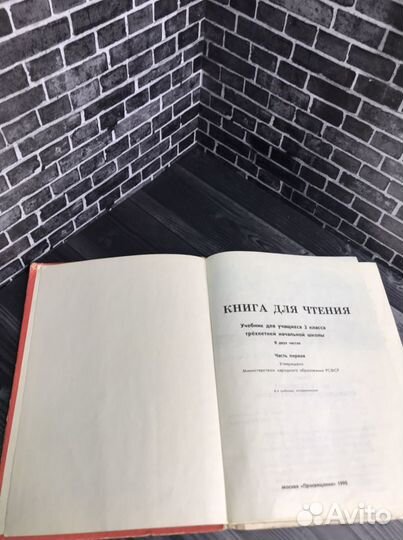 КНИГА ДЛЯ ЧТЕНИЯ
Учебник для учащихся 3 класса
трёхлетней начальной школы
В двух частях
Часть первая
Утверждено
Министерством народного образования РСФСР
Москва «Просвещение»
Avito